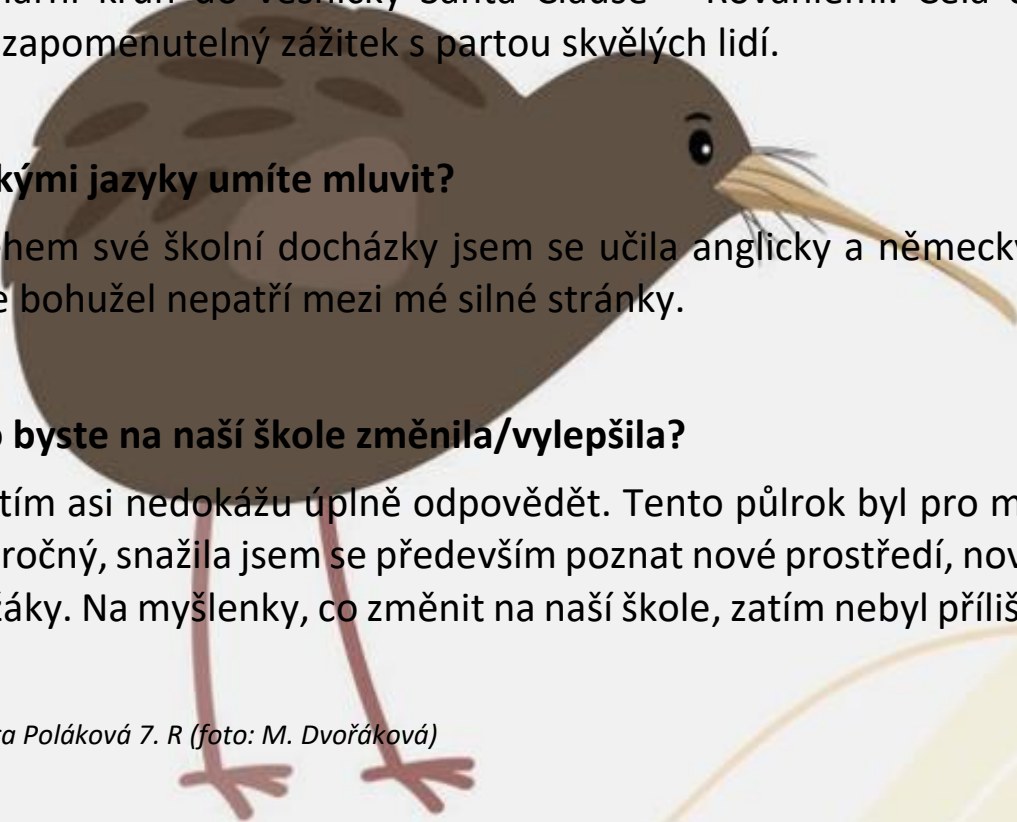 zapomenutelný zážitek s partou skvělých lidí.
kými jazyky umíte mluvit?
hem své školní docházky jsem se učila anglicky a německy
e bohužel nepatří mezi mé silné stránky.
byste na naší škole změnila/vylepšila?
tím asi nedokážu úplně odpovědět. Tento půlrok byl pro m
ročný, snažila jsem se především poznat nové prostředí, nov
áky. Na myšlenky, co změnit na naší škole, zatím nebyl příliš
a Poláková 7. R (foto: M. Dvořáková)